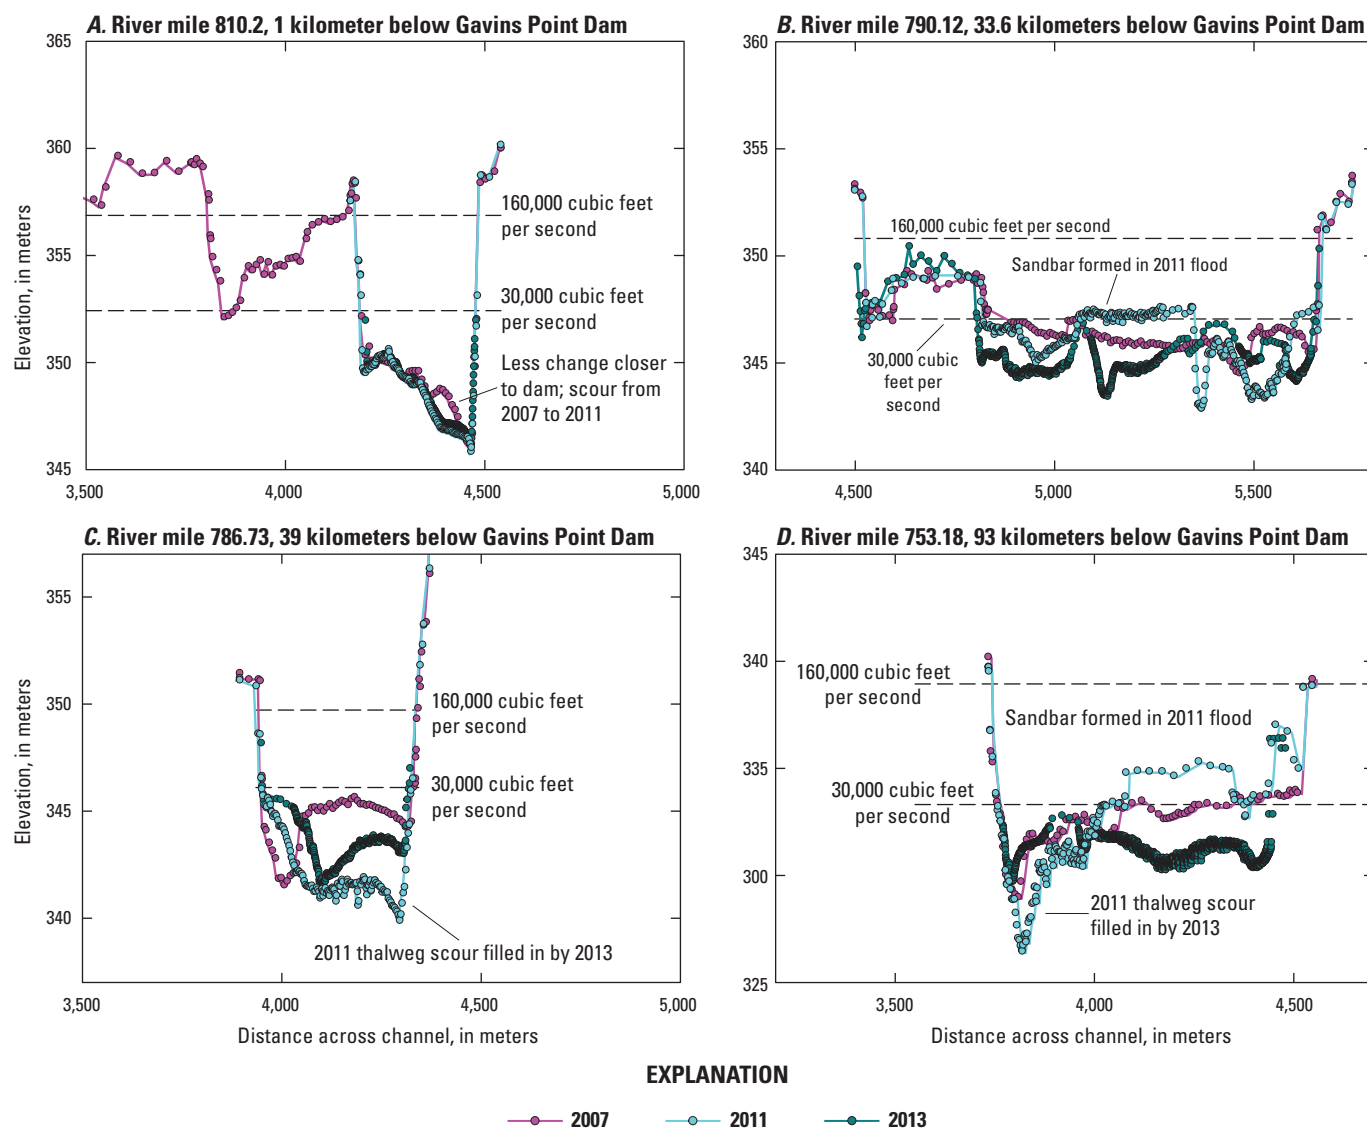 A. River mile 810.2, 1 kilometer below Gavins Point Dam
365
360
355
350
345
Elevation, in meters
160,000 cubic feet
per second
30,000 cubic feet
per second
Less change closer
to dam; scour from
2007 to 2011
3,500
4,000
4,500
5,000
B. River mile 790.12, 33.6 kilometers below Gavins Point Dam
360
355
350
345
340
160,000 cubic feet per second
Sandbar formed in 2011 flood
30,000 cubic
feet per
second
4,500
5,000
5,500
C. River mile 786.73, 39 kilometers below Gavins Point Dam
355
350
345
340
Elevation, in meters
160,000 cubic feet
per second
30,000 cubic feet
per second
2011 thalweg scour filled in by 2013
3,500
4,000
4,500
5,000
Distance across channel, in meters
D. River mile 753.18, 93 kilometers below Gavins Point Dam
345
340
335
300
325
160,000 cubic feet
per second
Sandbar formed in 2011 flood
30,000 cubic feet
per second
2011 thalweg scour
filled in by 2013
3,500
4,000
4,500
Distance across channel, in meters
EXPLANATION
2007
2011
2013